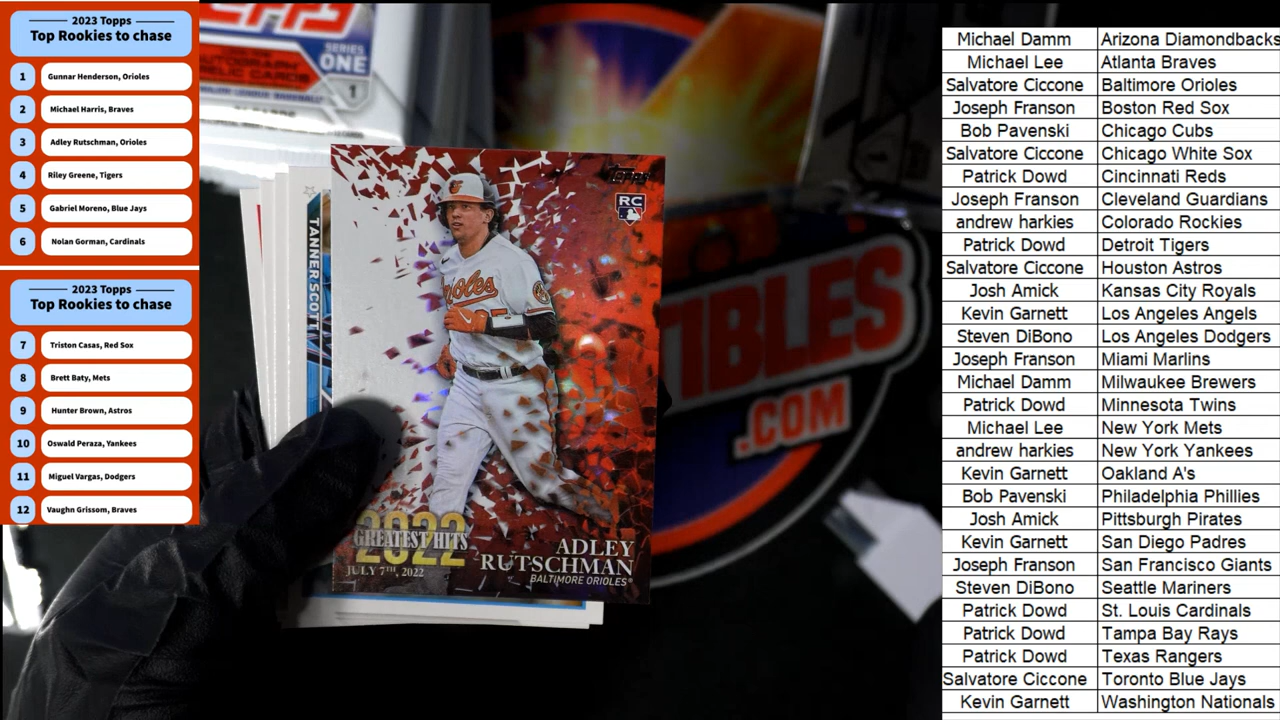 2023 Topps
Top Rookies to chase
1 Gunnar Henderson, Orioles
2 Michael Harris, Braves
3 Adley Rutschman, Orioles
4 Riley Greene, Tigers
5 Gabriel Moreno, Blue Jays
6 Nolan Gorman, Cardinals
2023 Topps
Top Rookies to chase
7 Triston Casas, Red Sox
8 Brett Baty, Mets
9 Hunter Brown, Astros
10 Oswald Peraza, Yankees
11 Miguel Vargas, Dodgers
12 Vaughn Grissom, Braves
SERIES
ONE
1
AUTOGRAPH
RELIC CARDS
TANNER SCOTT
Topps
RC
2022
GREATEST HITS
JULY 7TH, 2022
ADLEY
RUTSCHMAN
BALTIMORE ORIOLES®
.COM
Michael Damm Arizona Diamondbacks
Michael Lee Atlanta Braves
Salvatore Ciccone Baltimore Orioles
Joseph Franson Boston Red Sox
Bob Pavenski Chicago Cubs
Salvatore Ciccone Chicago White Sox
Patrick Dowd Cincinnati Reds
Joseph Franson Cleveland Guardians
andrew harkies Colorado Rockies
Patrick Dowd Detroit Tigers
Salvatore Ciccone Houston Astros
Josh Amick Kansas City Royals
Kevin Garnett Los Angeles Angels
Steven DiBono Los Angeles Dodgers
Joseph Franson Miami Marlins
Michael Damm Milwaukee Brewers
Patrick Dowd Minnesota Twins
Michael Lee New York Mets
andrew harkies New York Yankees
Kevin Garnett Oakland A's
Bob Pavenski Philadelphia Phillies
Josh Amick Pittsburgh Pirates
Kevin Garnett San Diego Padres
Joseph Franson San Francisco Giants
Steven DiBono Seattle Mariners
Patrick Dowd St. Louis Cardinals
Patrick Dowd Tampa Bay Rays
Patrick Dowd Texas Rangers
Salvatore Ciccone Toronto Blue Jays
Kevin Garnett Washington Nationals